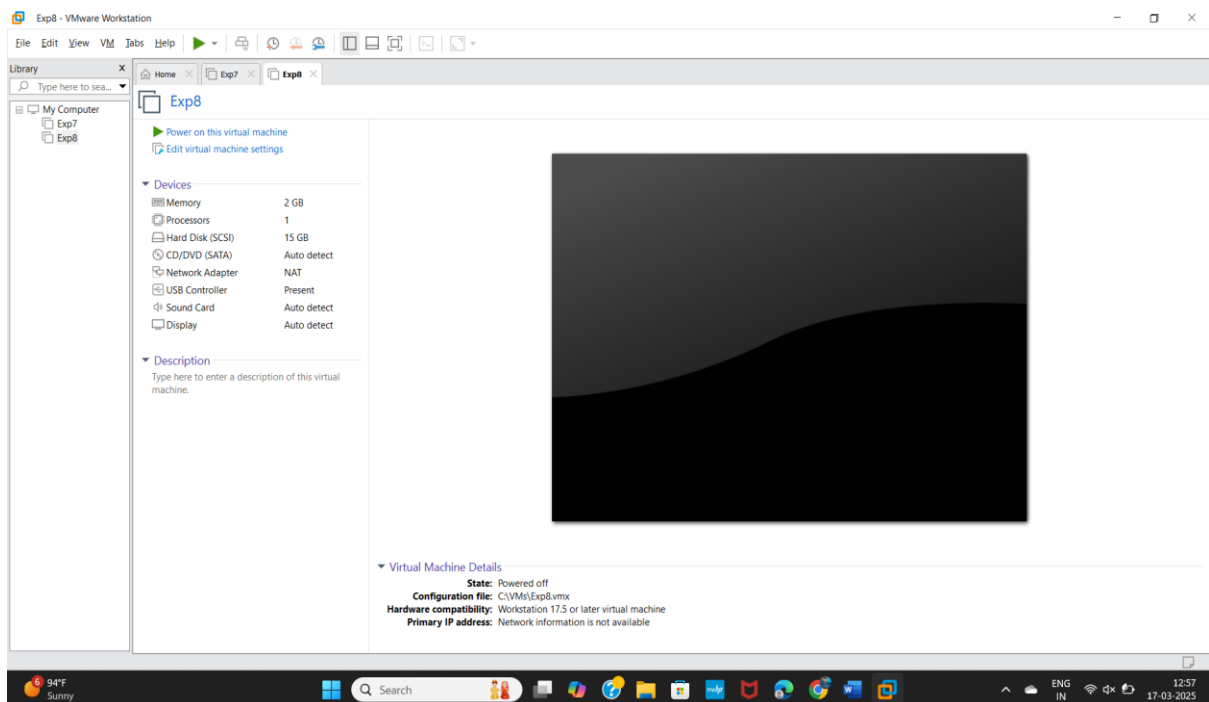 Exp8 - VMware Workstation
File Edit View VM Tabs Help
Library X
Type here to sea...
My Computer
Exp7
Exp8
Home Exp7 Exp8
Exp8
Power on this virtual machine
Edit virtual machine settings
Devices
Memory 2 GB
Processors 1
Hard Disk (SCSI) 15 GB
CD/DVD (SATA) Auto detect
Network Adapter NAT
USB Controller Present
Sound Card Auto detect
Display Auto detect
Description
Type here to enter a description of this virtual
machine.
Virtual Machine Details
State: Powered off
Configuration file: C:\VMs\Exp8.vmx
Hardware compatibility: Workstation 17.5 or later virtual machine
Primary IP address: Network information is not available
6 94°F
Sunny
Search
ENG
IN
12:57
17-03-2025